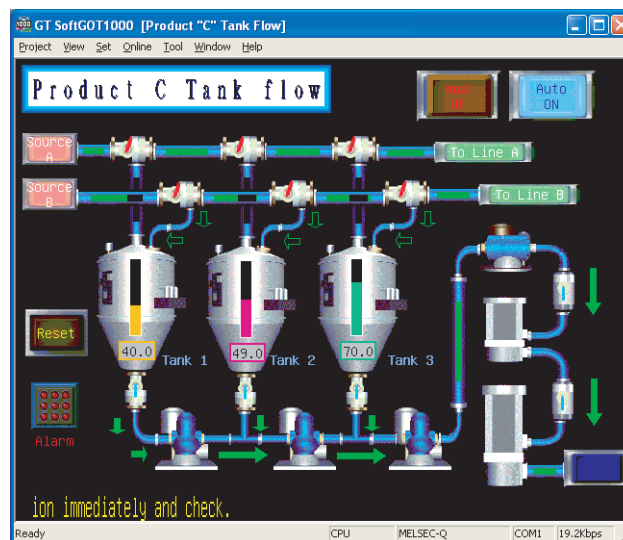 GT SoftGOT1000 [Product "C" Tank Flow]
Project View Set Online Tool Window Help
Product C Tank flow
Auto
ON
Source
A
To Line A
Source
B
To Line B
Reset
40.0
Tank 1
49.0
Tank 2
70.0
Tank 3
Alarm
ion immediately and check.
Ready
CPU
MELSEC-Q
COM1
19.2Kbps